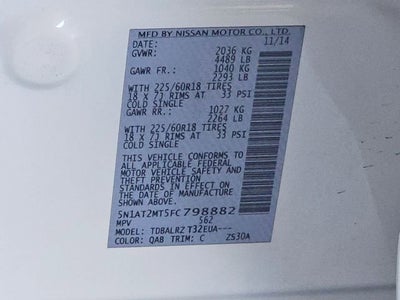 MFD BY NISSAN MOTOR CO., LTD.
DATE: 11/14
GVWR: 2036 KG
4489 LB
GAWR FR.: 1040 KG
2293 LB
WITH 225/60R18 TIRES
18 X 7J RIMS AT 33 PSI
COLD SINGLE
GAWR RR.: 1027 KG
2264 LB
WITH 225/60R18 TIRES
18 X 7J RIMS AT 33 PSI
COLD SINGLE
THIS VEHICLE CONFORMS TO
ALL APPLICABLE FEDERAL
MOTOR VEHICLE SAFETY AND
THEFT PREVENTION
STANDARDS IN EFFECT ON
THE DATE OF MANUFACTURE
SHOWN ABOVE.
5N1AT2MT5FC798882
MPV 562
MODEL: TDBALRZ T32EUA---
COLOR: QAB TRIM: C ZS30A